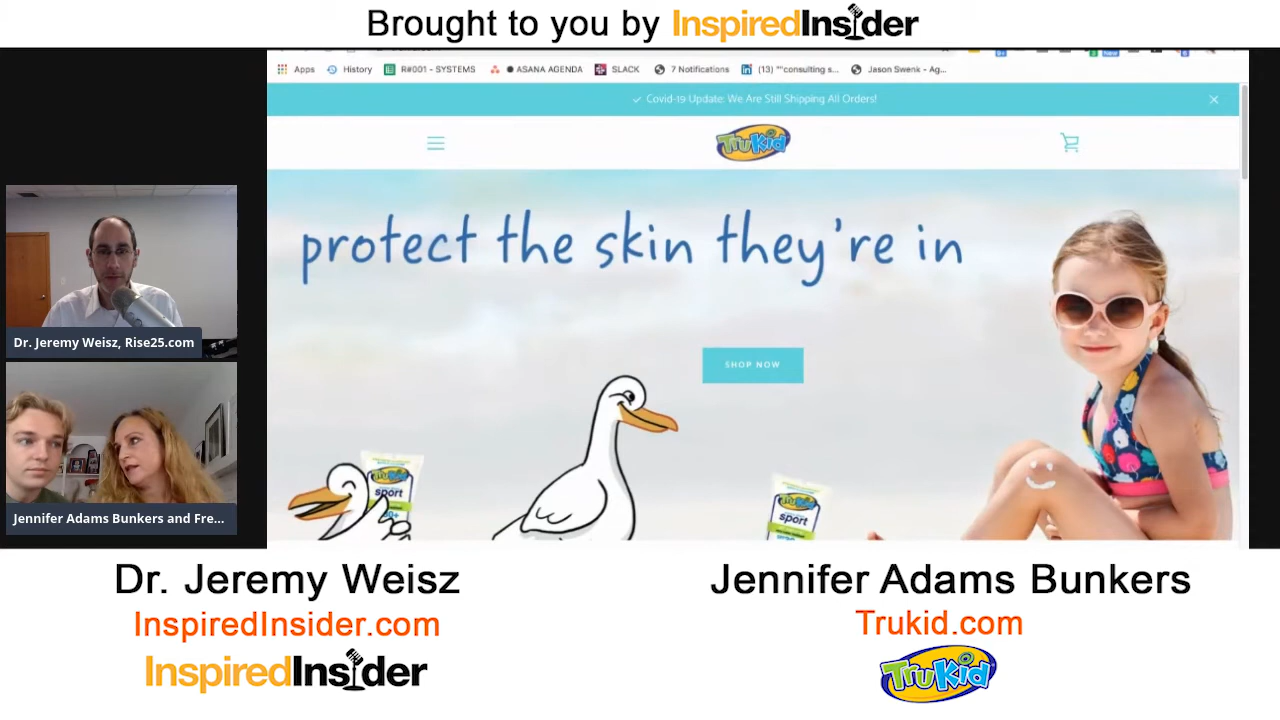 Brought to you by InspiredInsider
Apps History R#001 - SYSTEMS ASANA AGENDA SLACK 7 Notifications (13) "“consulting s... Jason Swenk - Ag...
Covid-19 Update: We Are Still Shipping All Orders!
TruKid
protect the skin they're in
SHOP NOW
TruKid
sport
30+
TruKid
sport
Dr. Jeremy Weisz, Rise25.com
Jennifer Adams Bunkers and Fre...
Dr. Jeremy Weisz
InspiredInsider.com
InspiredInsider
Jennifer Adams Bunkers
Trukid.com
TruKid